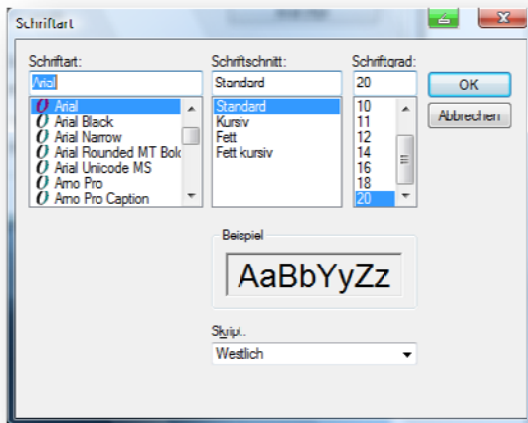 Schriftart
Schriftart:
Arial
Arial
Arial Black
Arial Narrow
Arial Rounded MT Bolc
Arial Unicode MS
Arno Pro
Arno Pro Caption
Schriftschnitt:
Standard
Standard
Kursiv
Fett
Fett kursiv
Schriftgrad:
20
10
11
12
14
16
18
20
OK
Abbrechen
Beispiel
AaBbYyZz
Skript:
Westlich